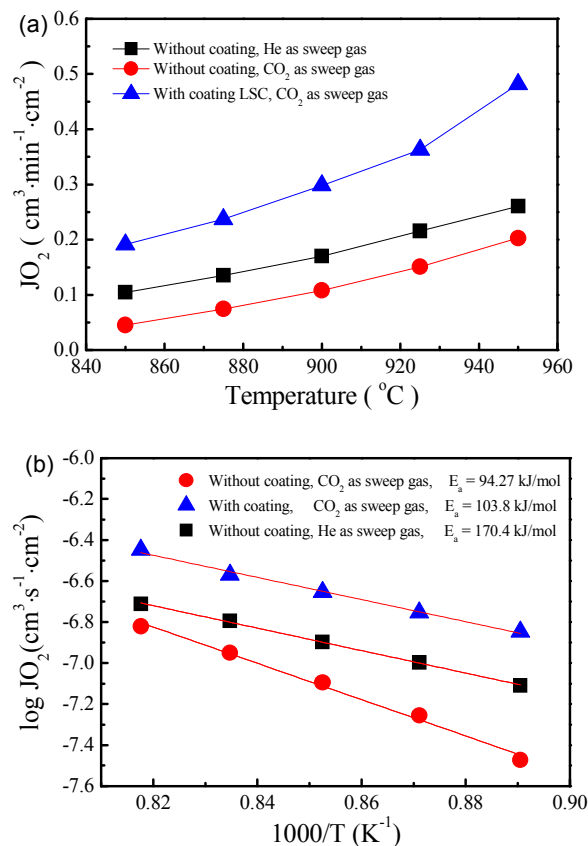 (a)
Without coating, He as sweep gas
Without coating, CO₂ as sweep gas
With coating LSC, CO₂ as sweep gas
JO₂ ( cm³·min⁻¹·cm⁻²)
0.6
0.5
0.4
0.3
0.2
0.1
0.0
840 860 880 900 920 940 960
Temperature ( °C)
(b)
Without coating, CO₂ as sweep gas, Eₐ = 94.27 kJ/mol
With coating, CO₂ as sweep gas, Eₐ = 103.8 kJ/mol
Without coating, He as sweep gas, Eₐ = 170.4 kJ/mol
log JO₂(cm³·s⁻¹·cm⁻²)
-6.0
-6.2
-6.4
-6.6
-6.8
-7.0
-7.2
-7.4
-7.6
0.82 0.84 0.86 0.88 0.90
1000/T (K⁻¹)